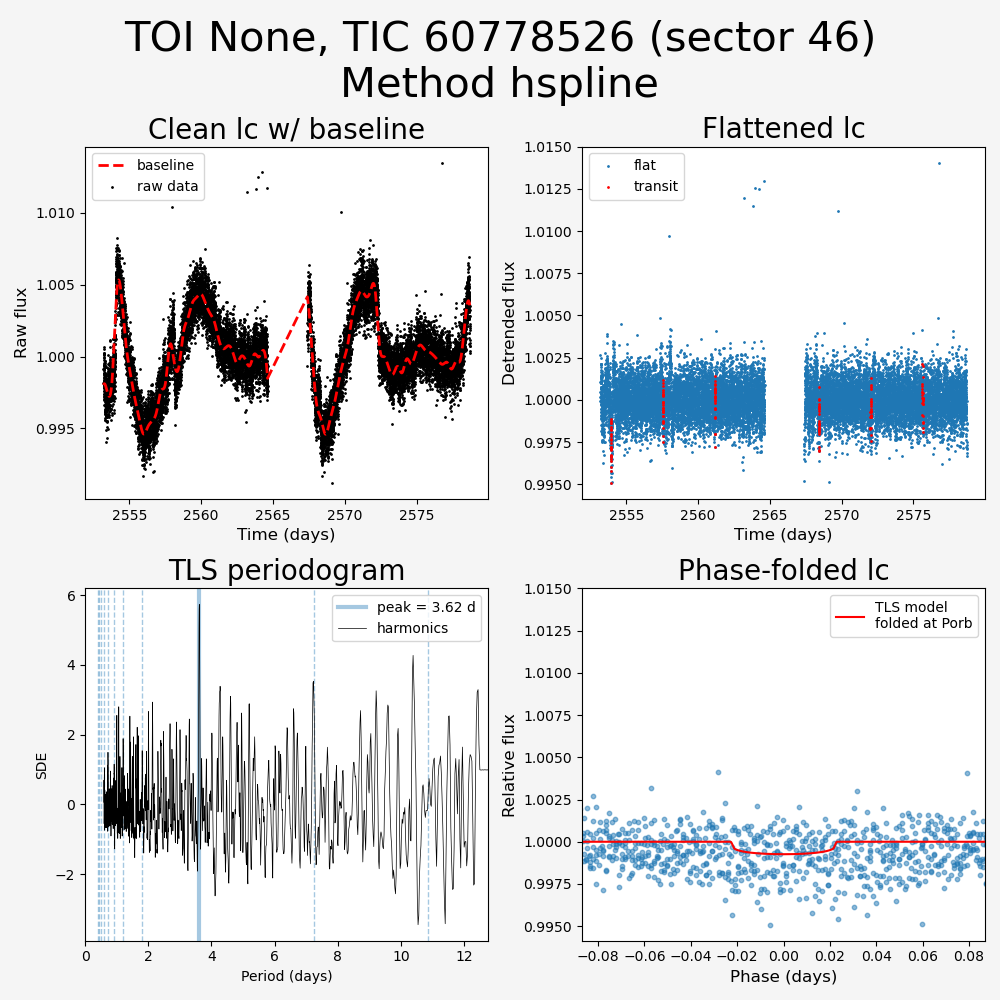 TOI None, TIC 60778526 (sector 46)
Method hspline
Clean lc w/ baseline
baseline
raw data
1.010
1.005
1.000
0.995
Raw flux
2555 2560 2565 2570 2575
Time (days)
Flattened lc
flat
transit
1.0150
1.0125
1.0100
1.0075
1.0050
1.0025
1.0000
0.9975
0.9950
Detrended flux
2555 2560 2565 2570 2575
Time (days)
TLS periodogram
peak = 3.62 d
harmonics
6
4
2
0
−2
SDE
0 2 4 6 8 10 12
Period (days)
Phase-folded lc
TLS model
folded at Porb
1.0150
1.0125
1.0100
1.0075
1.0050
1.0025
1.0000
0.9975
0.9950
Relative flux
−0.08 −0.06 −0.04 −0.02 0.00 0.02 0.04 0.06 0.08
Phase (days)